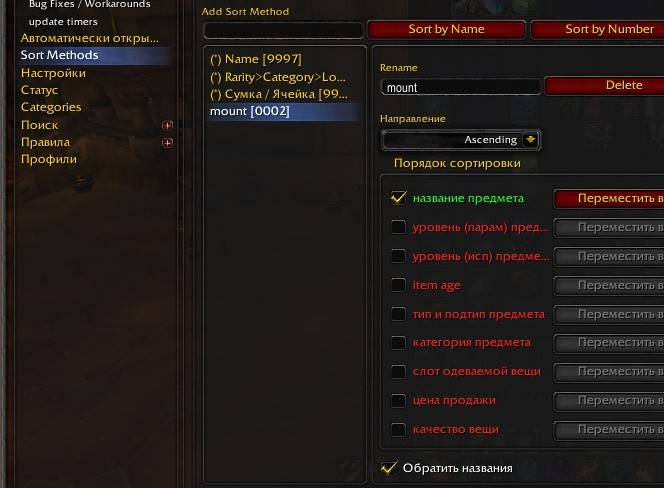 Bug Fixes / Workarounds
update timers
Автоматически откры...
Sort Methods
Настройки
Статус
Categories
Поиск
Правила
Профили
Add Sort Method
Sort by Name
Sort by Number
(*) Name [9997]
(*) Rarity>Category>Lo...
(*) Сумка / Ячейка [99...
mount [0002]
Rename
mount
Delete
Направление
Ascending
Порядок сортировки
название предмета
Переместить в
уровень (парам) пред...
Переместить в
уровень (исп) предме...
Переместить в
item age
Переместить в
тип и подтип предмета
Переместить в
категория предмета
Переместить в
слот одеваемой вещи
Переместить в
цена продажи
Переместить в
качество вещи
Переместить в
Обратить названия